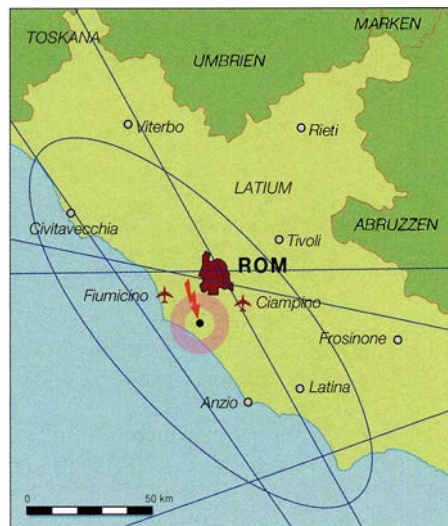 MARKEN
TOSKANA
UMBRIEN
Viterbo
Rieti
LATIUM
Civitavecchia
ABRUZZEN
Tivoli
ROM
Fiumicino
Ciampino
Frosinone
Latina
Anzio
0
50 km